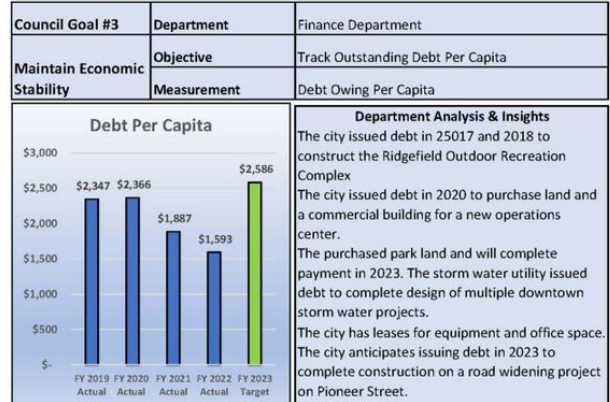 Council Goal #3
Department
Finance Department
Maintain Economic
Stability
Objective
Track Outstanding Debt Per Capita
Measurement
Debt Owing Per Capita
Debt Per Capita
$3,000
$2,500
$2,000
$1,500
$1,000
$500
$-
$2,347
$2,366
$1,887
$1,593
$2,586
FY 2019
Actual
FY 2020
Actual
FY 2021
Actual
FY 2022
Actual
FY 2023
Target
Department Analysis & Insights
The city issued debt in 25017 and 2018 to
construct the Ridgefield Outdoor Recreation
Complex
The city issued debt in 2020 to purchase land and
a commercial building for a new operations
center.
The purchased park land and will complete
payment in 2023. The storm water utility issued
debt to complete design of multiple downtown
storm water projects.
The city has leases for equipment and office space.
The city anticipates issuing debt in 2023 to
complete construction on a road widening project
on Pioneer Street.